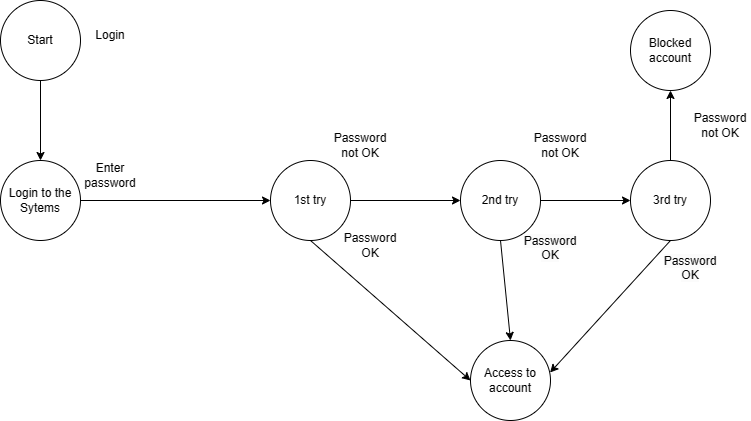 Start
Login
Blocked
account
Password
not OK
Password
not OK
Password
not OK
Enter
password
Login to the
Sytems
1st try
2nd try
3rd try
Password
OK
Password
OK
Password
OK
Access to
account